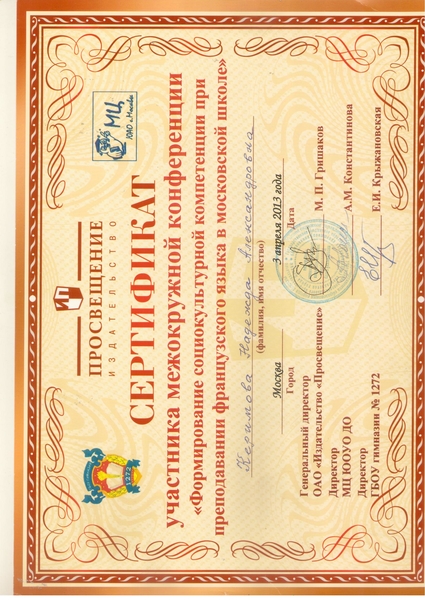 ПРОСВЕЩЕНИЕ
ИЗДАТЕЛЬСТВО
МЦ
ЮАО г.Москвы
СЕРТИФИКАТ
участника межокружной конференции
«Формирование социокультурной компетенции при
преподавании французского языка в московской школе»
Керимова Надежда Александровна
(фамилия, имя отчество)
Москва 3 апреля 2013 года
Город Дата
Генеральный директор
ОАО «Издательство «Просвещение» М. П. Гришаков
Директор
МЦ ЮОУО ДО А.М. Константинова
Директор
ГБОУ гимназии № 1272 Е.И. Крыжановская